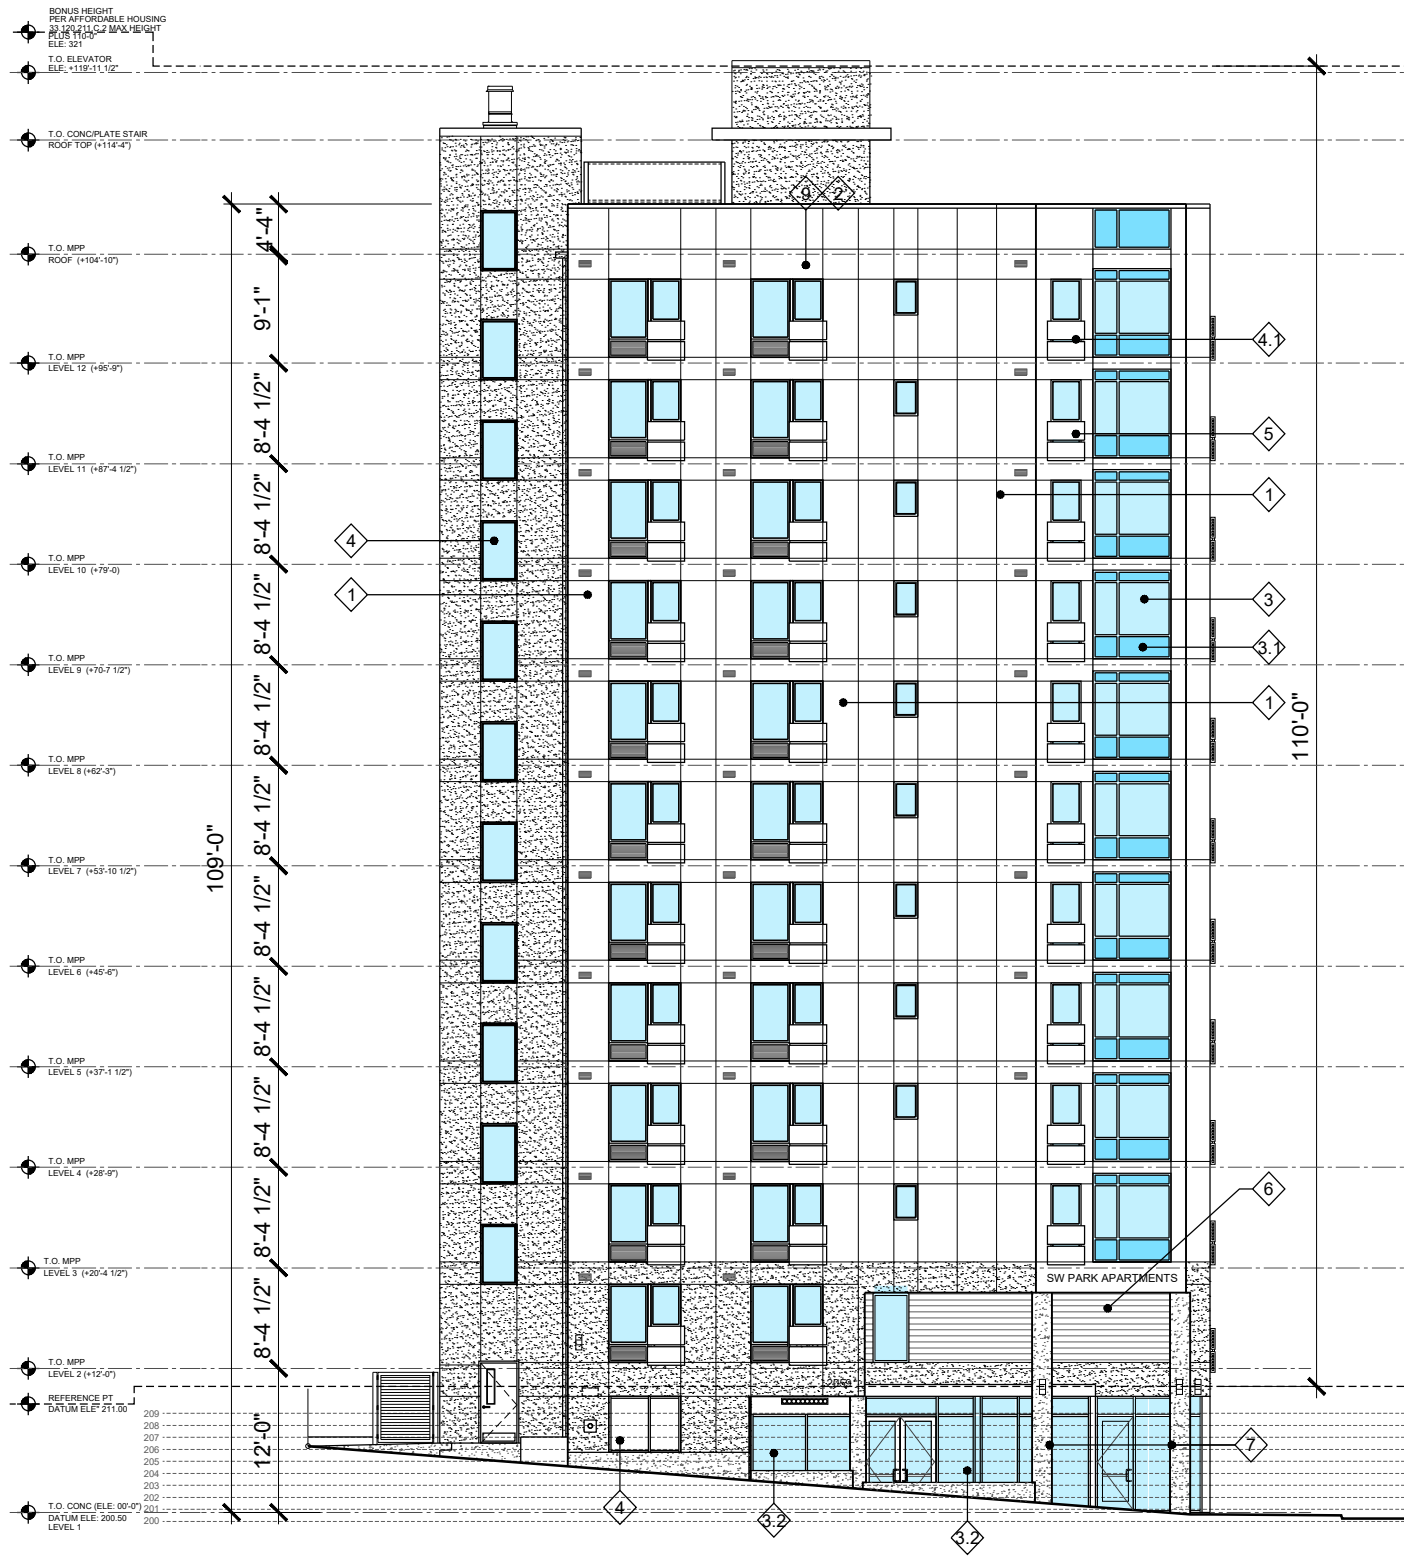 BONUS HEIGHT
PER AFFORDABLE HOUSING
33.120.211.C.2 MAX HEIGHT
PLUS 110-0"
ELE: 321
T.O. ELEVATOR
ELE: +119'-11 1/2"
T.O. CONC/PLATE STAIR
ROOF TOP (+114'-4")
9 2
4'-4"
T.O. MPP
ROOF (+104'-10")
9'-1"
4.1
T.O. MPP
LEVEL 12 (+95'-9")
8'-4 1/2"
5
T.O. MPP
LEVEL 11 (+87'-4 1/2")
8'-4 1/2"
1
4
T.O. MPP
LEVEL 10 (+79'-0)
8'-4 1/2"
1
3
3.1
T.O. MPP
LEVEL 9 (+70-7 1/2")
8'-4 1/2"
1
110'-0"
T.O. MPP
LEVEL 8 (+62'-3")
8'-4 1/2"
109'-0"
T.O. MPP
LEVEL 7 (+53'-10 1/2")
8'-4 1/2"
T.O. MPP
LEVEL 6 (+45'-6")
8'-4 1/2"
T.O. MPP
LEVEL 5 (+37'-1 1/2")
8'-4 1/2"
T.O. MPP
LEVEL 4 (+28'-9")
8'-4 1/2"
6
T.O. MPP
LEVEL 3 (+20'-4 1/2")
SW PARK APARTMENTS
8'-4 1/2"
T.O. MPP
LEVEL 2 (+12'-0")
REFERENCE PT
DATUM ELE" 211.00
12'-0"
209
208
207
206
205
204
203
202
201
200
4
3.2
3.2
7
T.O. CONC (ELE: 00'-0")
DATUM ELE: 200.50
LEVEL 1